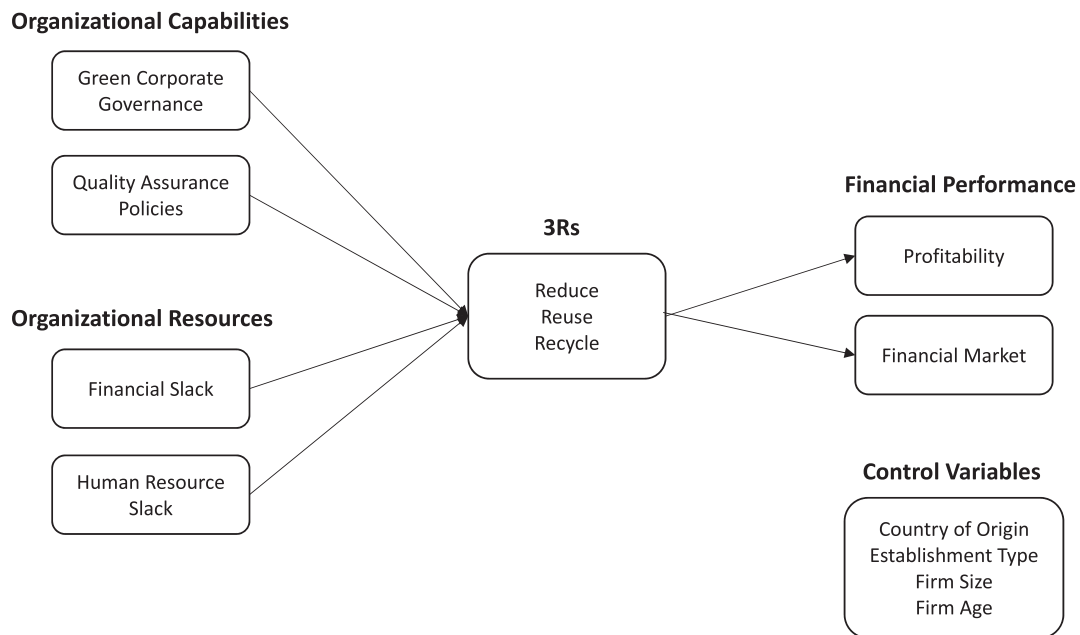 Organizational Capabilities
Green Corporate
Governance
Quality Assurance
Policies
Organizational Resources
Financial Slack
Human Resource
Slack
3Rs
Reduce
Reuse
Recycle
Financial Performance
Profitability
Financial Market
Control Variables
Country of Origin
Establishment Type
Firm Size
Firm Age